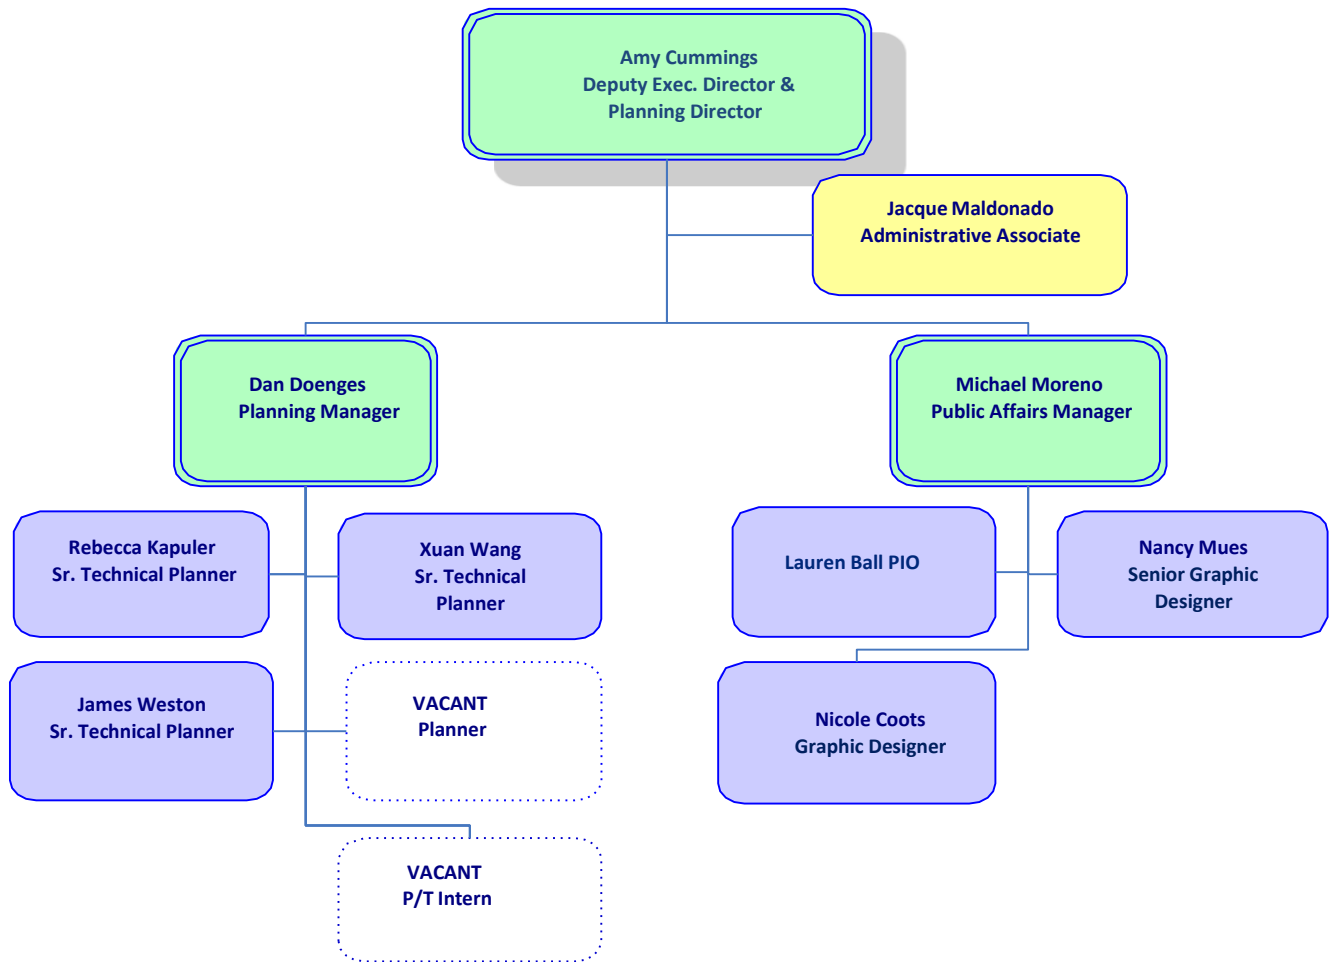 Amy Cummings
Deputy Exec. Director &
Planning Director
Jacque Maldonado
Administrative Associate
Dan Doenges
Planning Manager
Michael Moreno
Public Affairs Manager
Rebecca Kapuler
Sr. Technical Planner
Xuan Wang
Sr. Technical
Planner
Lauren Ball PIO
Nancy Mues
Senior Graphic
Designer
James Weston
Sr. Technical Planner
VACANT
Planner
Nicole Coots
Graphic Designer
VACANT
P/T Intern